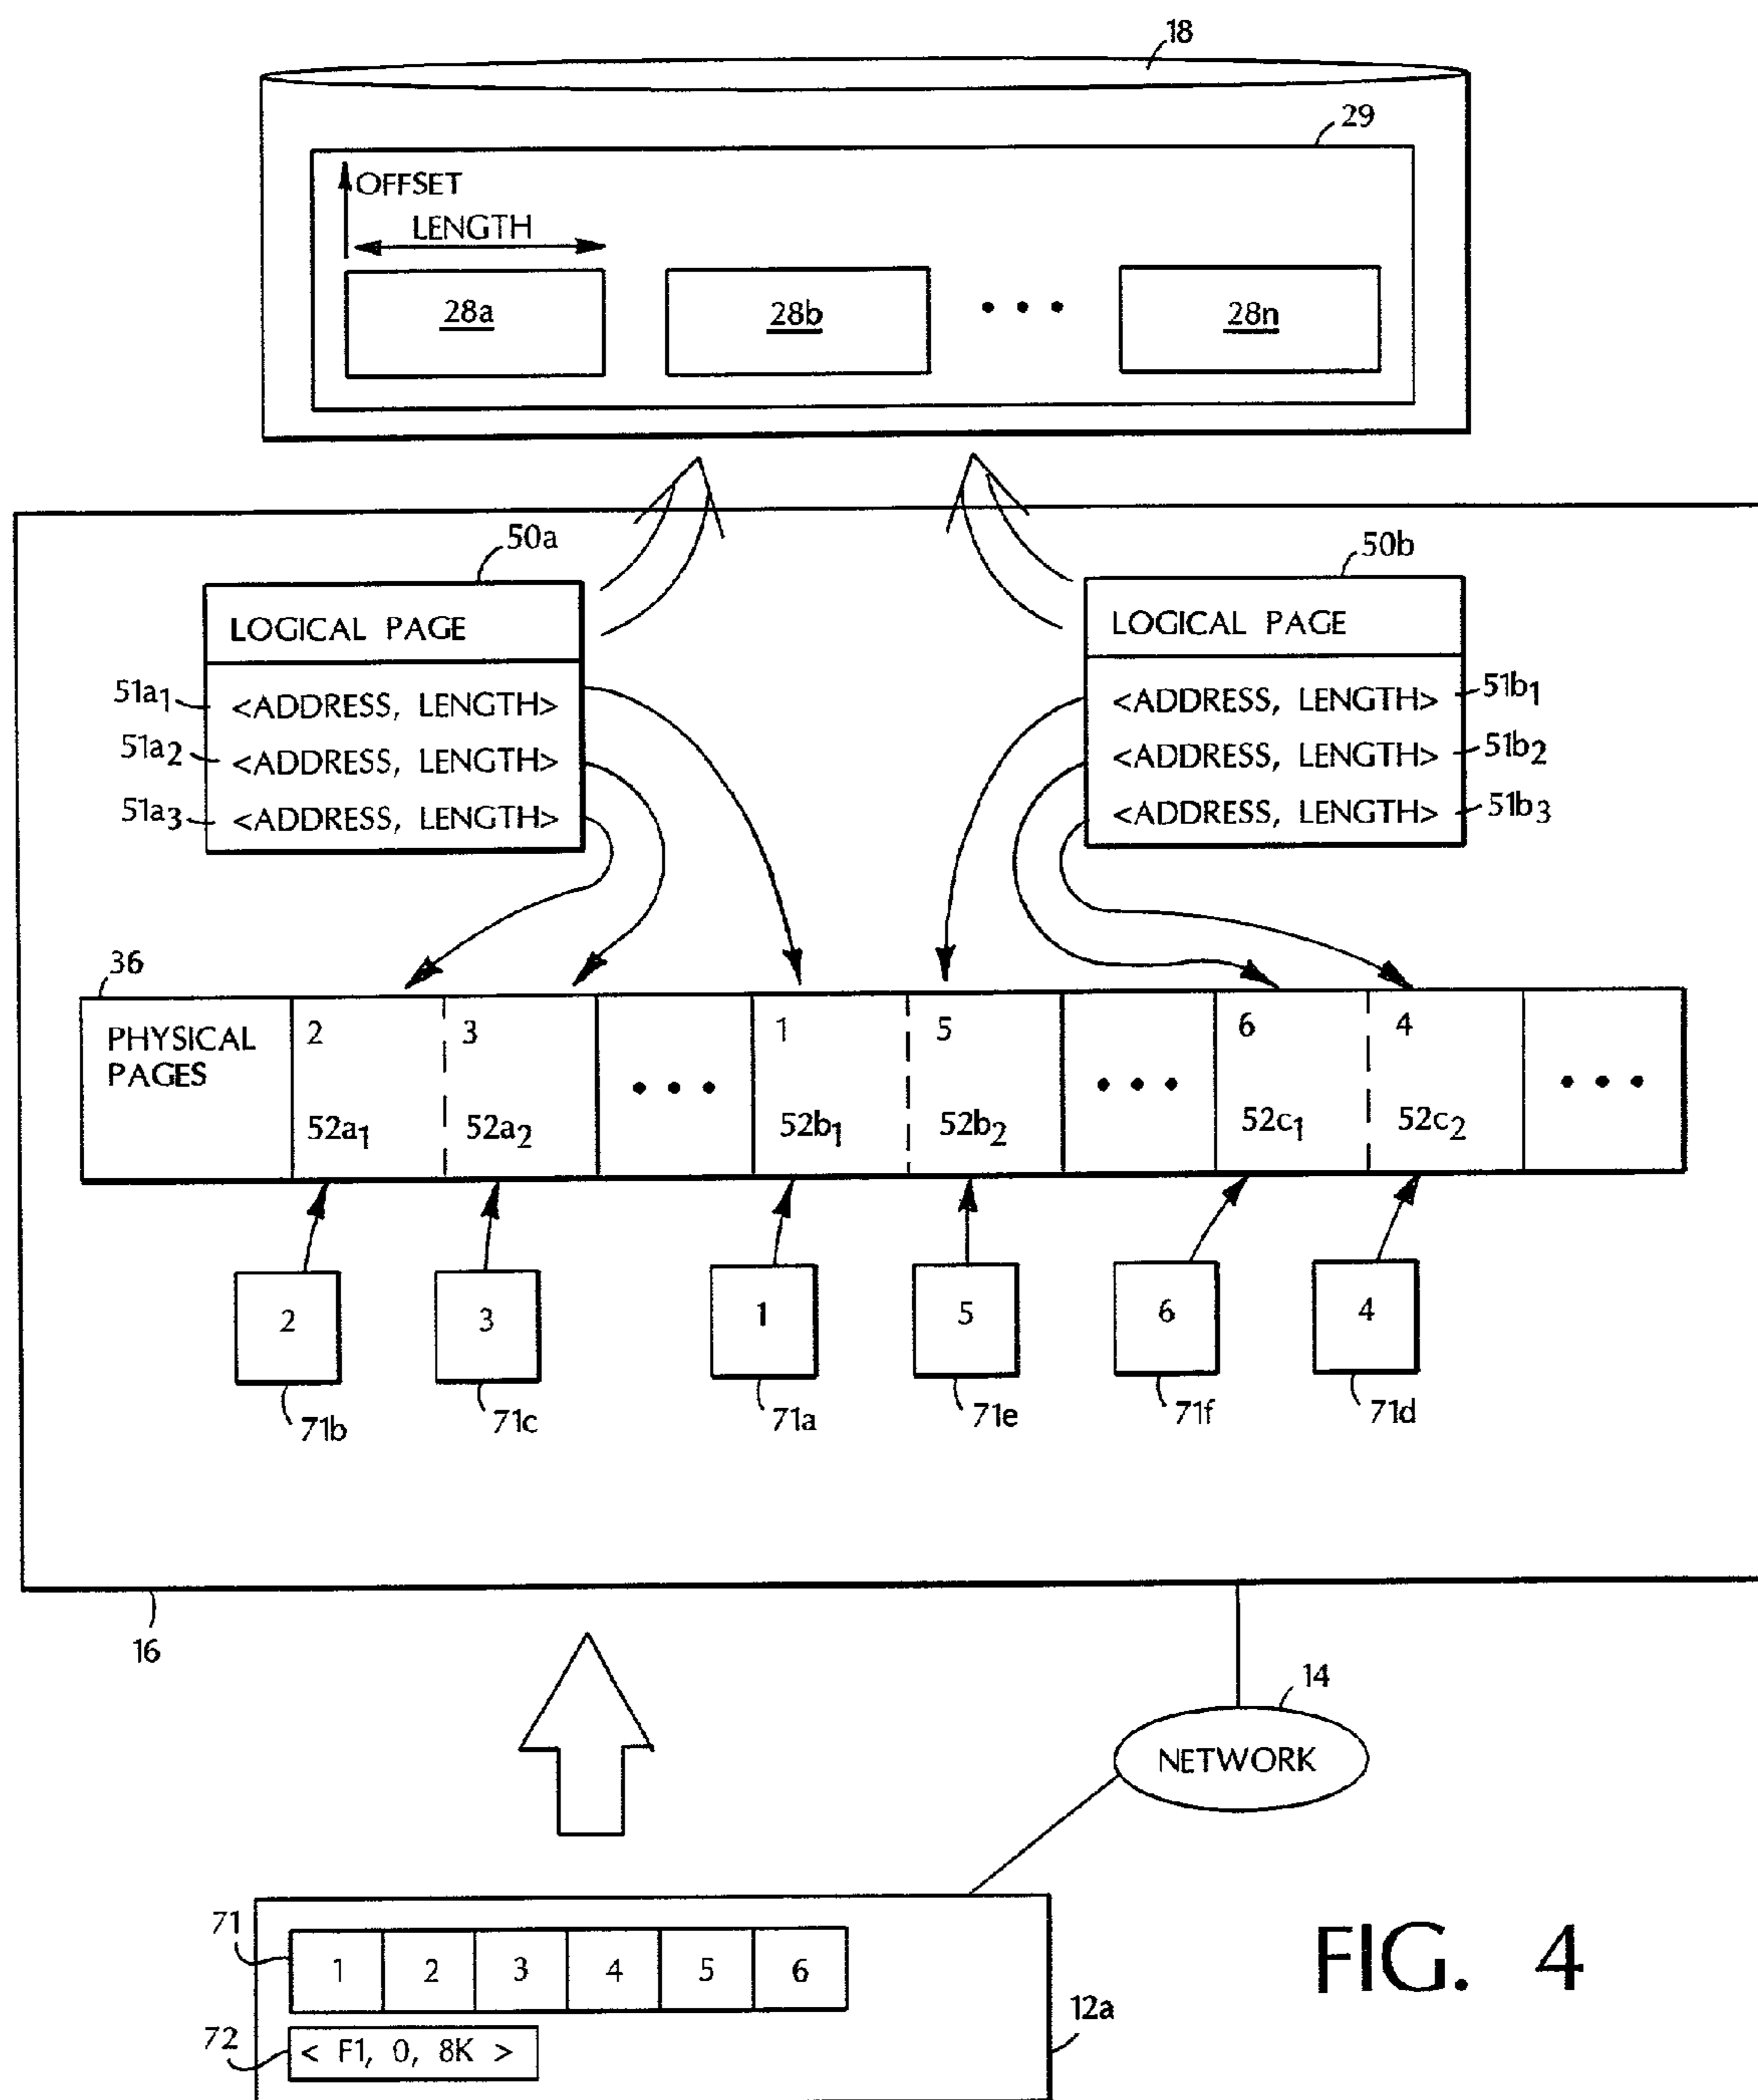 18
29
OFFSET
LENGTH
28a
28b
28n
50a
50b
LOGICAL PAGE
LOGICAL PAGE
51a1
<ADDRESS, LENGTH>
<ADDRESS, LENGTH>
51b1
51a2
<ADDRESS, LENGTH>
<ADDRESS, LENGTH>
51b2
51a3
<ADDRESS, LENGTH>
<ADDRESS, LENGTH>
51b3
36
PHYSICAL
PAGES
2
3
1
5
6
4
52a1
52a2
52b1
52b2
52c1
52c2
2
3
1
5
6
4
71b
71c
71a
71e
71f
71d
16
14
NETWORK
71
1 2 3 4 5 6
12a
72
< F1, 0, 8K >
FIG. 4